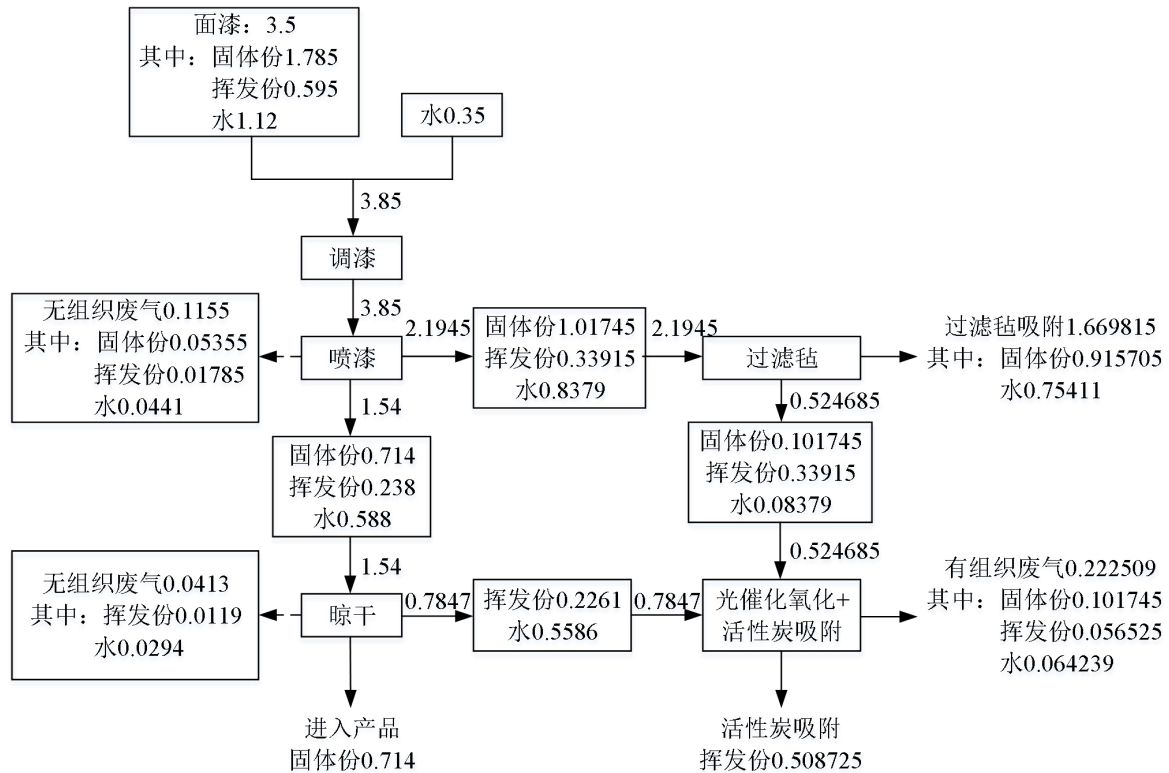 面漆：3.5
其中：固体份1.785
挥发份0.595
水1.12
水0.35
3.85
调漆
3.85
无组织废气0.1155
其中：固体份0.05355
挥发份0.01785
水0.0441
喷漆
2.1945
固体份1.01745
挥发份0.33915
水0.8379
2.1945
过滤毡
过滤毡吸附1.669815
其中：固体份0.915705
水0.75411
1.54
0.524685
固体份0.714
挥发份0.238
水0.588
固体份0.101745
挥发份0.33915
水0.08379
1.54
0.524685
无组织废气0.0413
其中：挥发份0.0119
水0.0294
晾干
0.7847
挥发份0.2261
水0.5586
0.7847
光催化氧化+
活性炭吸附
有组织废气0.222509
其中：固体份0.101745
挥发份0.056525
水0.064239
进入产品
固体份0.714
活性炭吸附
挥发份0.508725